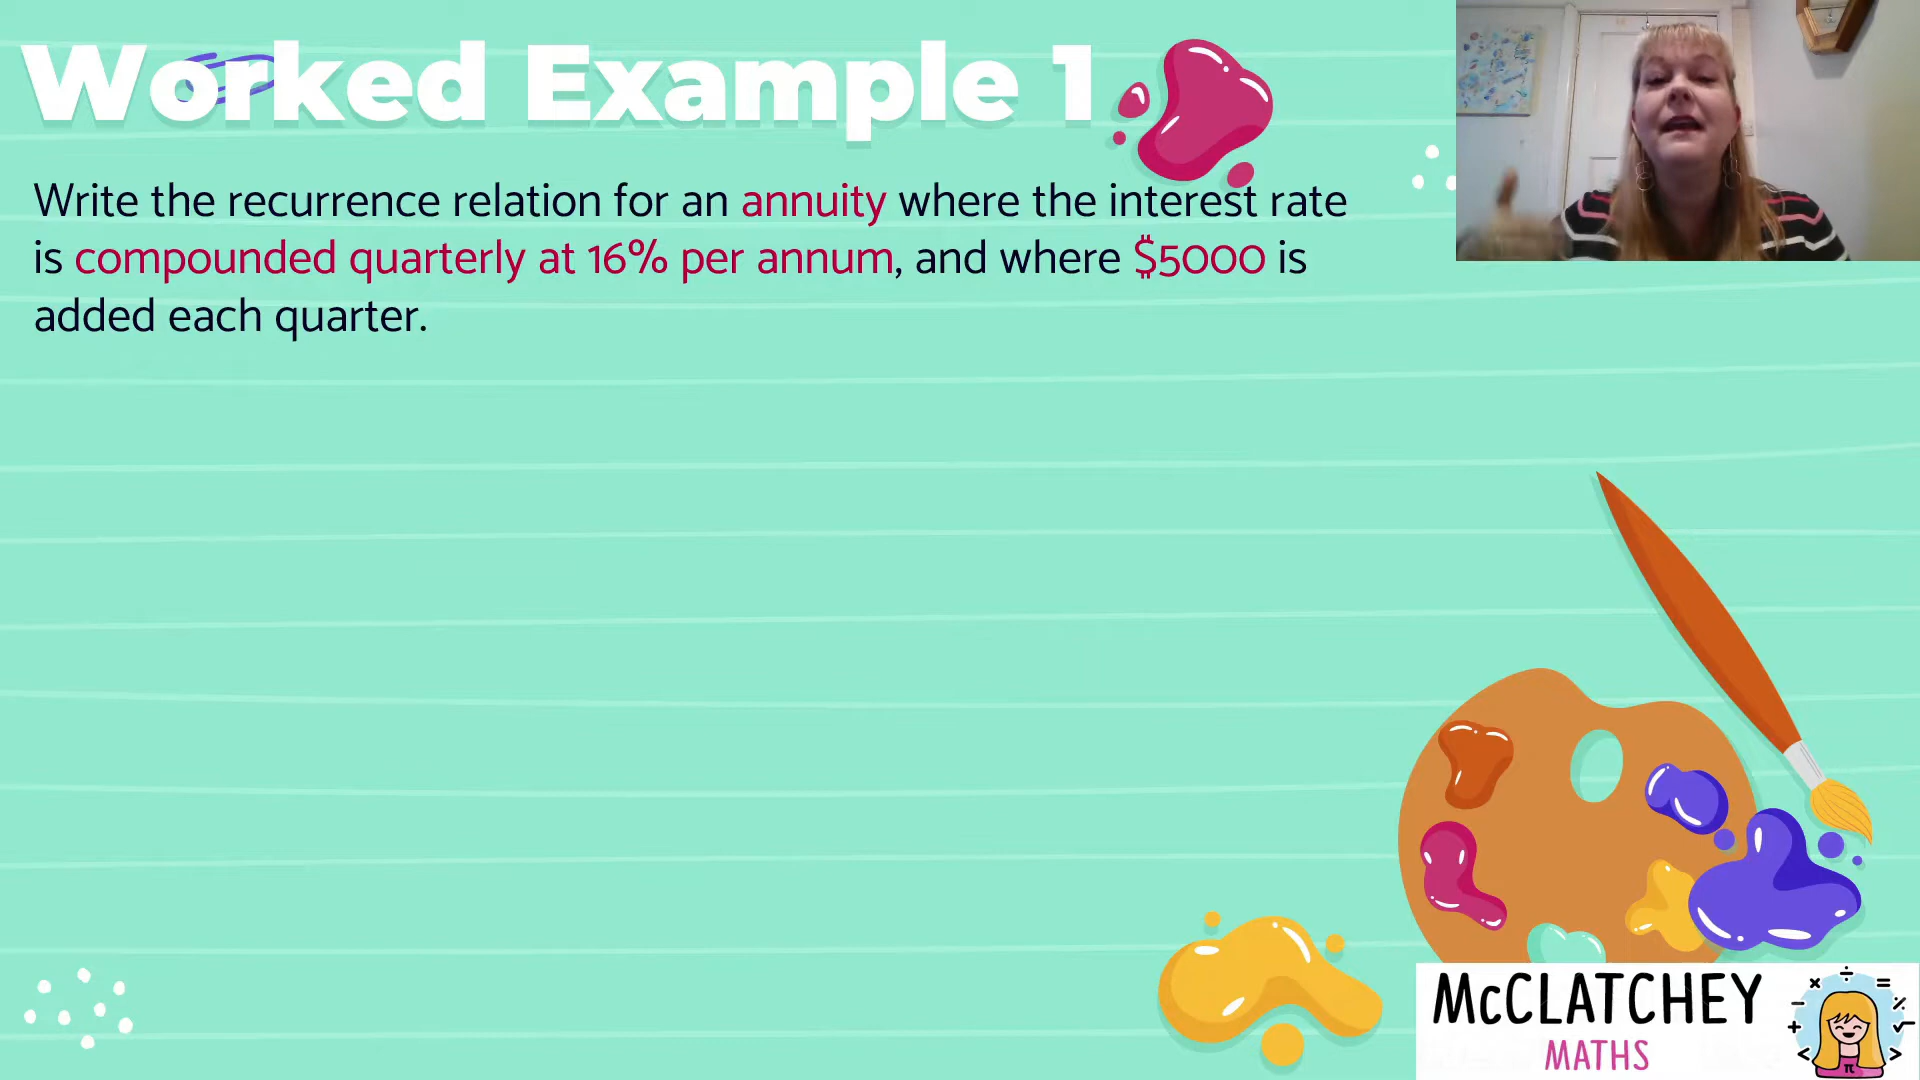 Worked Example 1
Write the recurrence relation for an annuity where the interest rate
is compounded quarterly at 16% per annum, and where $5000 is
added each quarter.
McCLATCHEY
MATHS